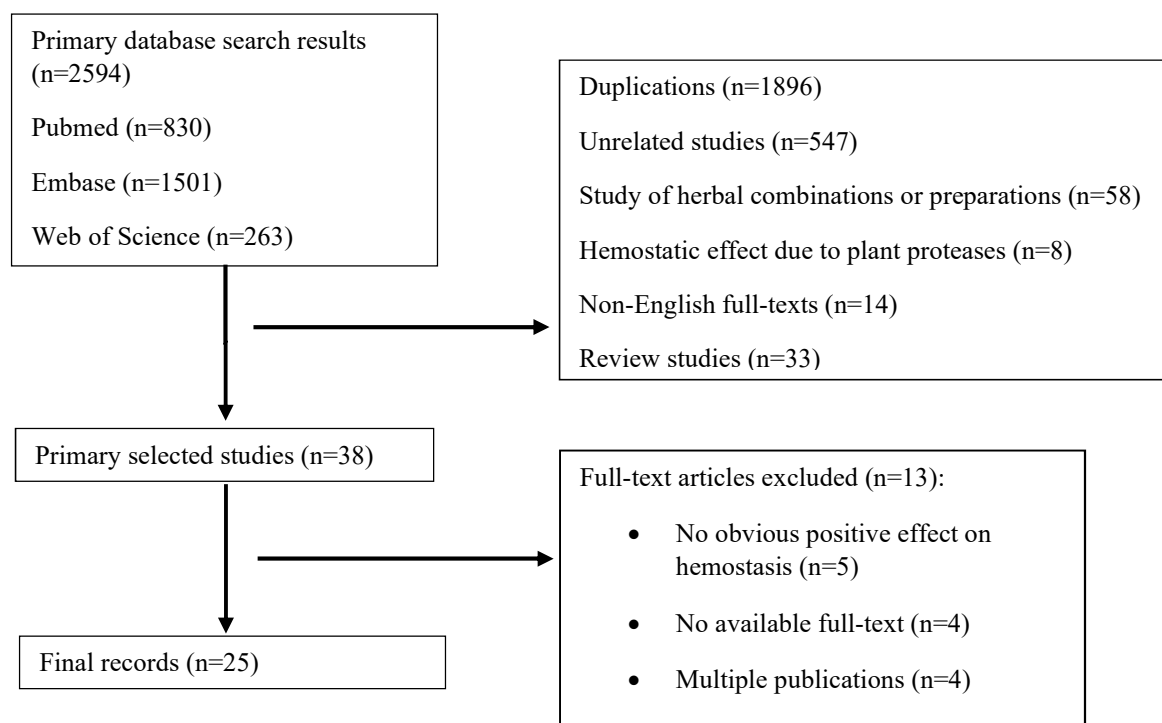 Primary database search results
(n=2594)
Pubmed (n=830)
Embase (n=1501)
Web of Science (n=263)
Duplications (n=1896)
Unrelated studies (n=547)
Study of herbal combinations or preparations (n=58)
Hemostatic effect due to plant proteases (n=8)
Non-English full-texts (n=14)
Review studies (n=33)
Primary selected studies (n=38)
Full-text articles excluded (n=13):
• No obvious positive effect on
hemostasis (n=5)
• No available full-text (n=4)
• Multiple publications (n=4)
Final records (n=25)